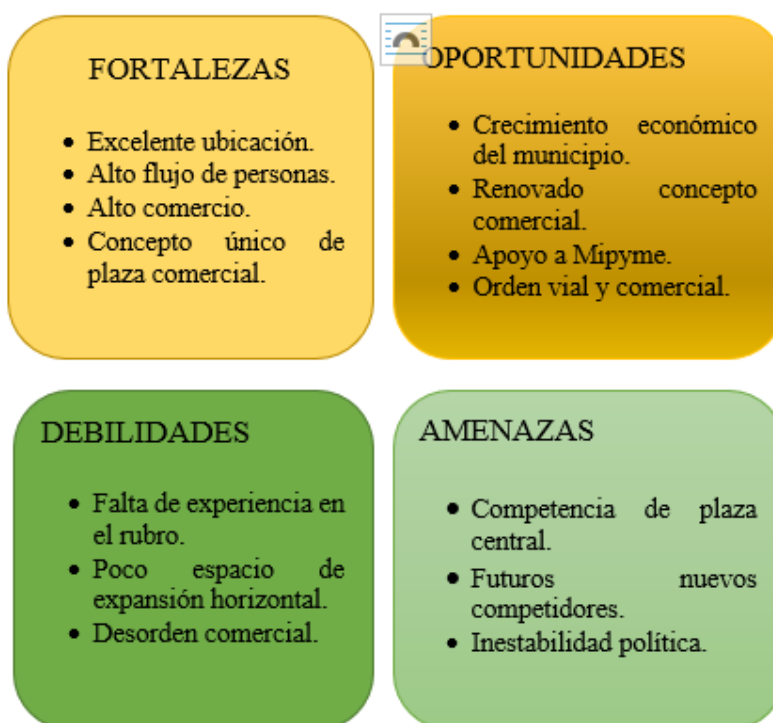 FORTALEZAS
• Excelente ubicación.
• Alto flujo de personas.
• Alto comercio.
• Concepto único de
plaza comercial.
OPORTUNIDADES
• Crecimiento económico
del municipio.
• Renovado concepto
comercial.
• Apoyo a Mipyme.
• Orden vial y comercial.
DEBILIDADES
• Falta de experiencia en
el rubro.
• Poco espacio de
expansión horizontal.
• Desorden comercial.
AMENAZAS
• Competencia de plaza
central.
• Futuros nuevos
competidores.
• Inestabilidad política.